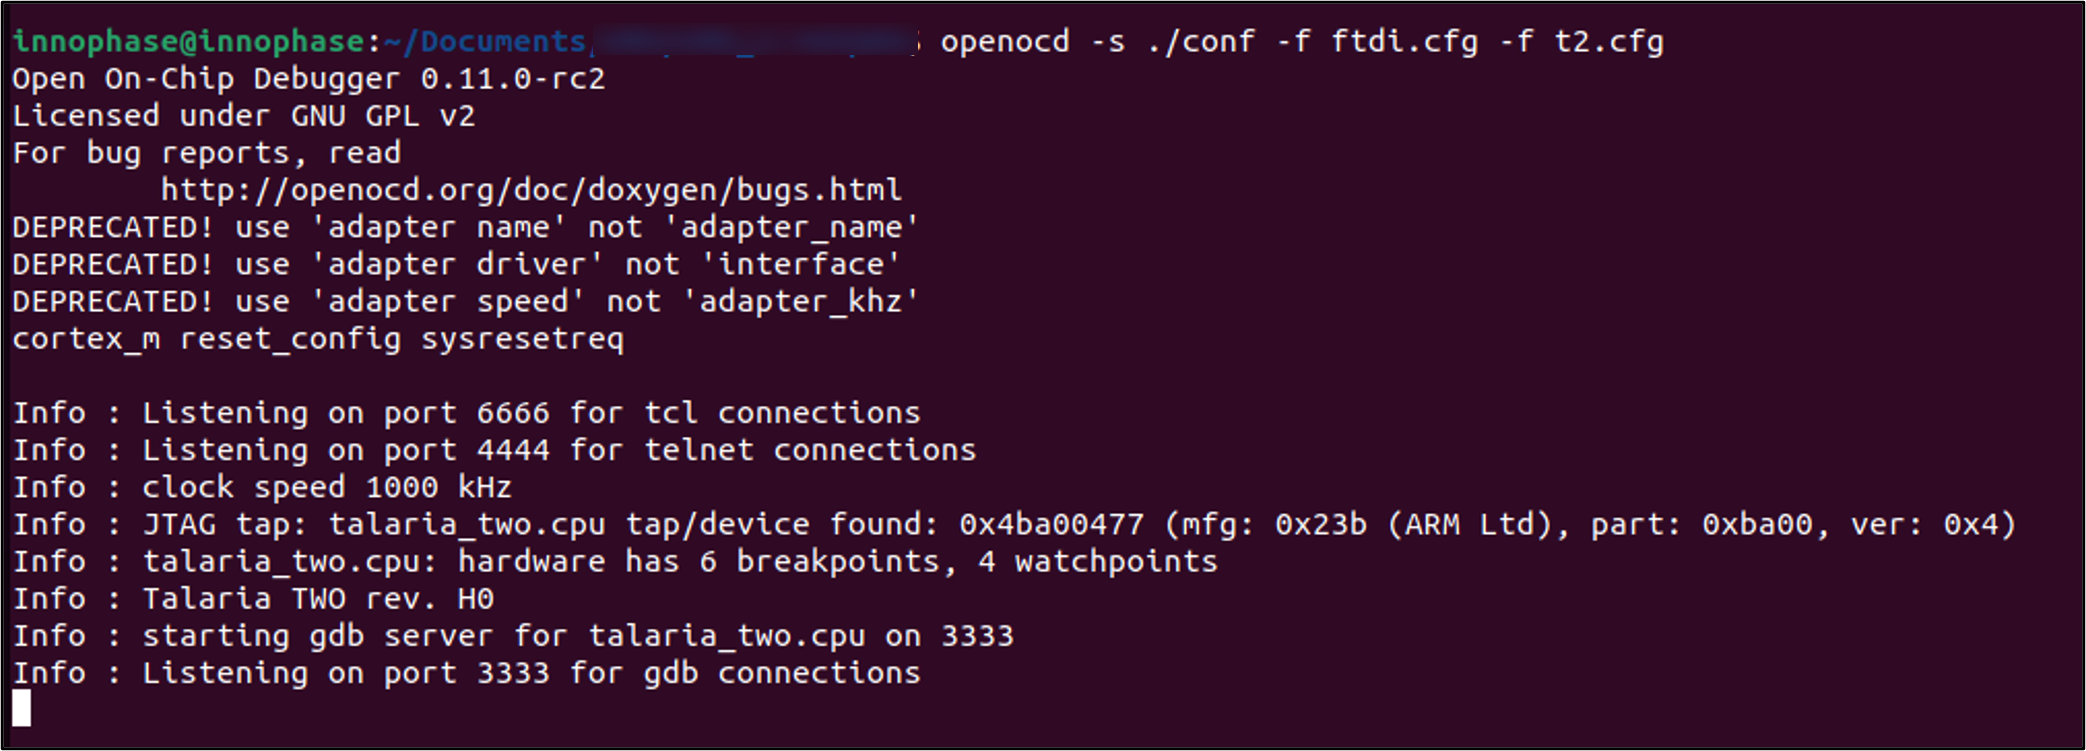 innophase@innophase:~/Documents/ openocd -s ./conf -f ftdi.cfg -f t2.cfg
Open On-Chip Debugger 0.11.0-rc2
Licensed under GNU GPL v2
For bug reports, read
        http://openocd.org/doc/doxygen/bugs.html
DEPRECATED! use 'adapter name' not 'adapter_name'
DEPRECATED! use 'adapter driver' not 'interface'
DEPRECATED! use 'adapter speed' not 'adapter_khz'
cortex_m reset_config sysresetreq

Info : Listening on port 6666 for tcl connections
Info : Listening on port 4444 for telnet connections
Info : clock speed 1000 kHz
Info : JTAG tap: talaria_two.cpu tap/device found: 0x4ba00477 (mfg: 0x23b (ARM Ltd), part: 0xba00, ver: 0x4)
Info : talaria_two.cpu: hardware has 6 breakpoints, 4 watchpoints
Info : Talaria TWO rev. H0
Info : starting gdb server for talaria_two.cpu on 3333
Info : Listening on port 3333 for gdb connections